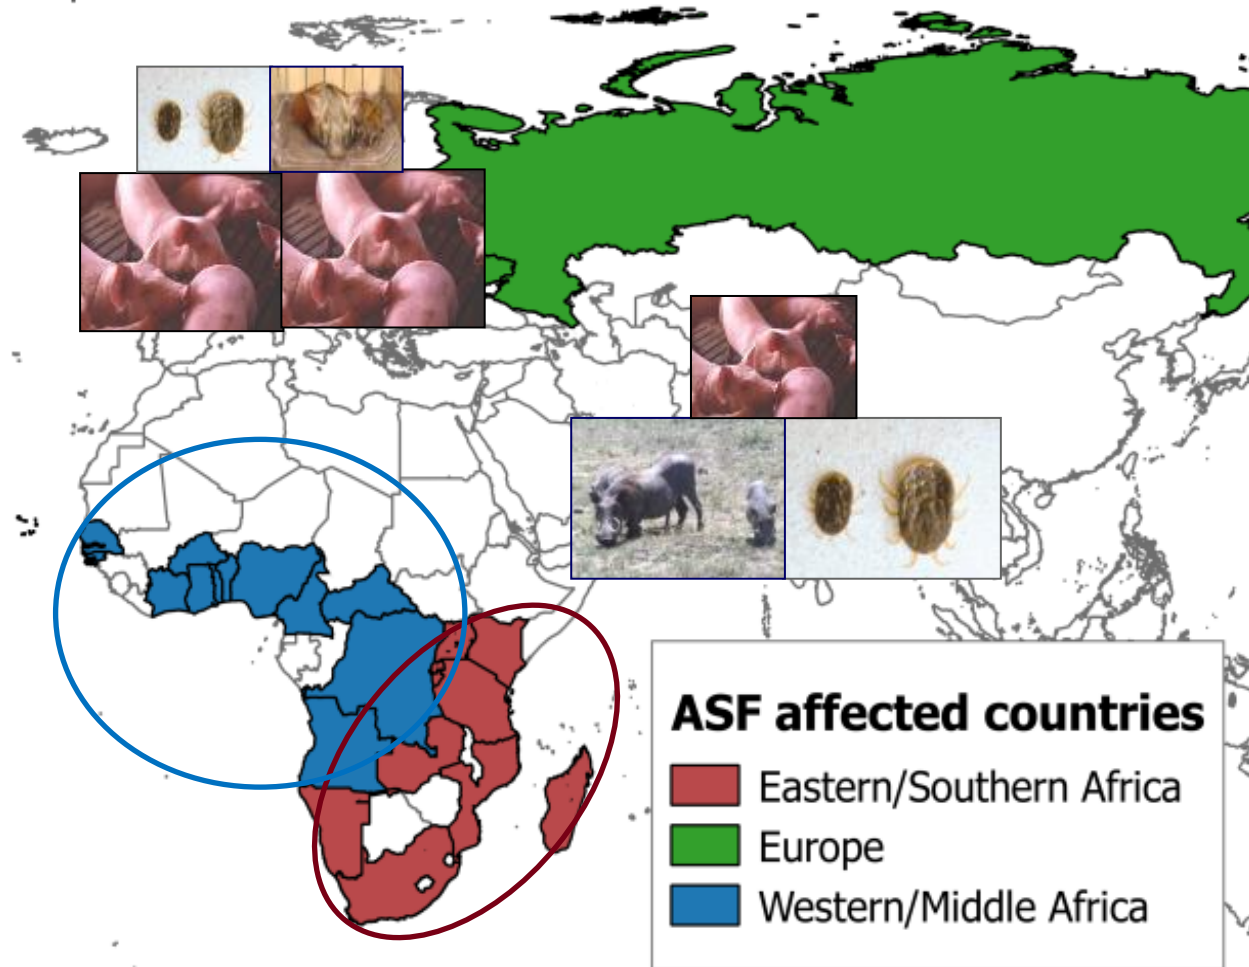 ASF affected countries
Eastern/Southern Africa
Europe
Western/Middle Africa